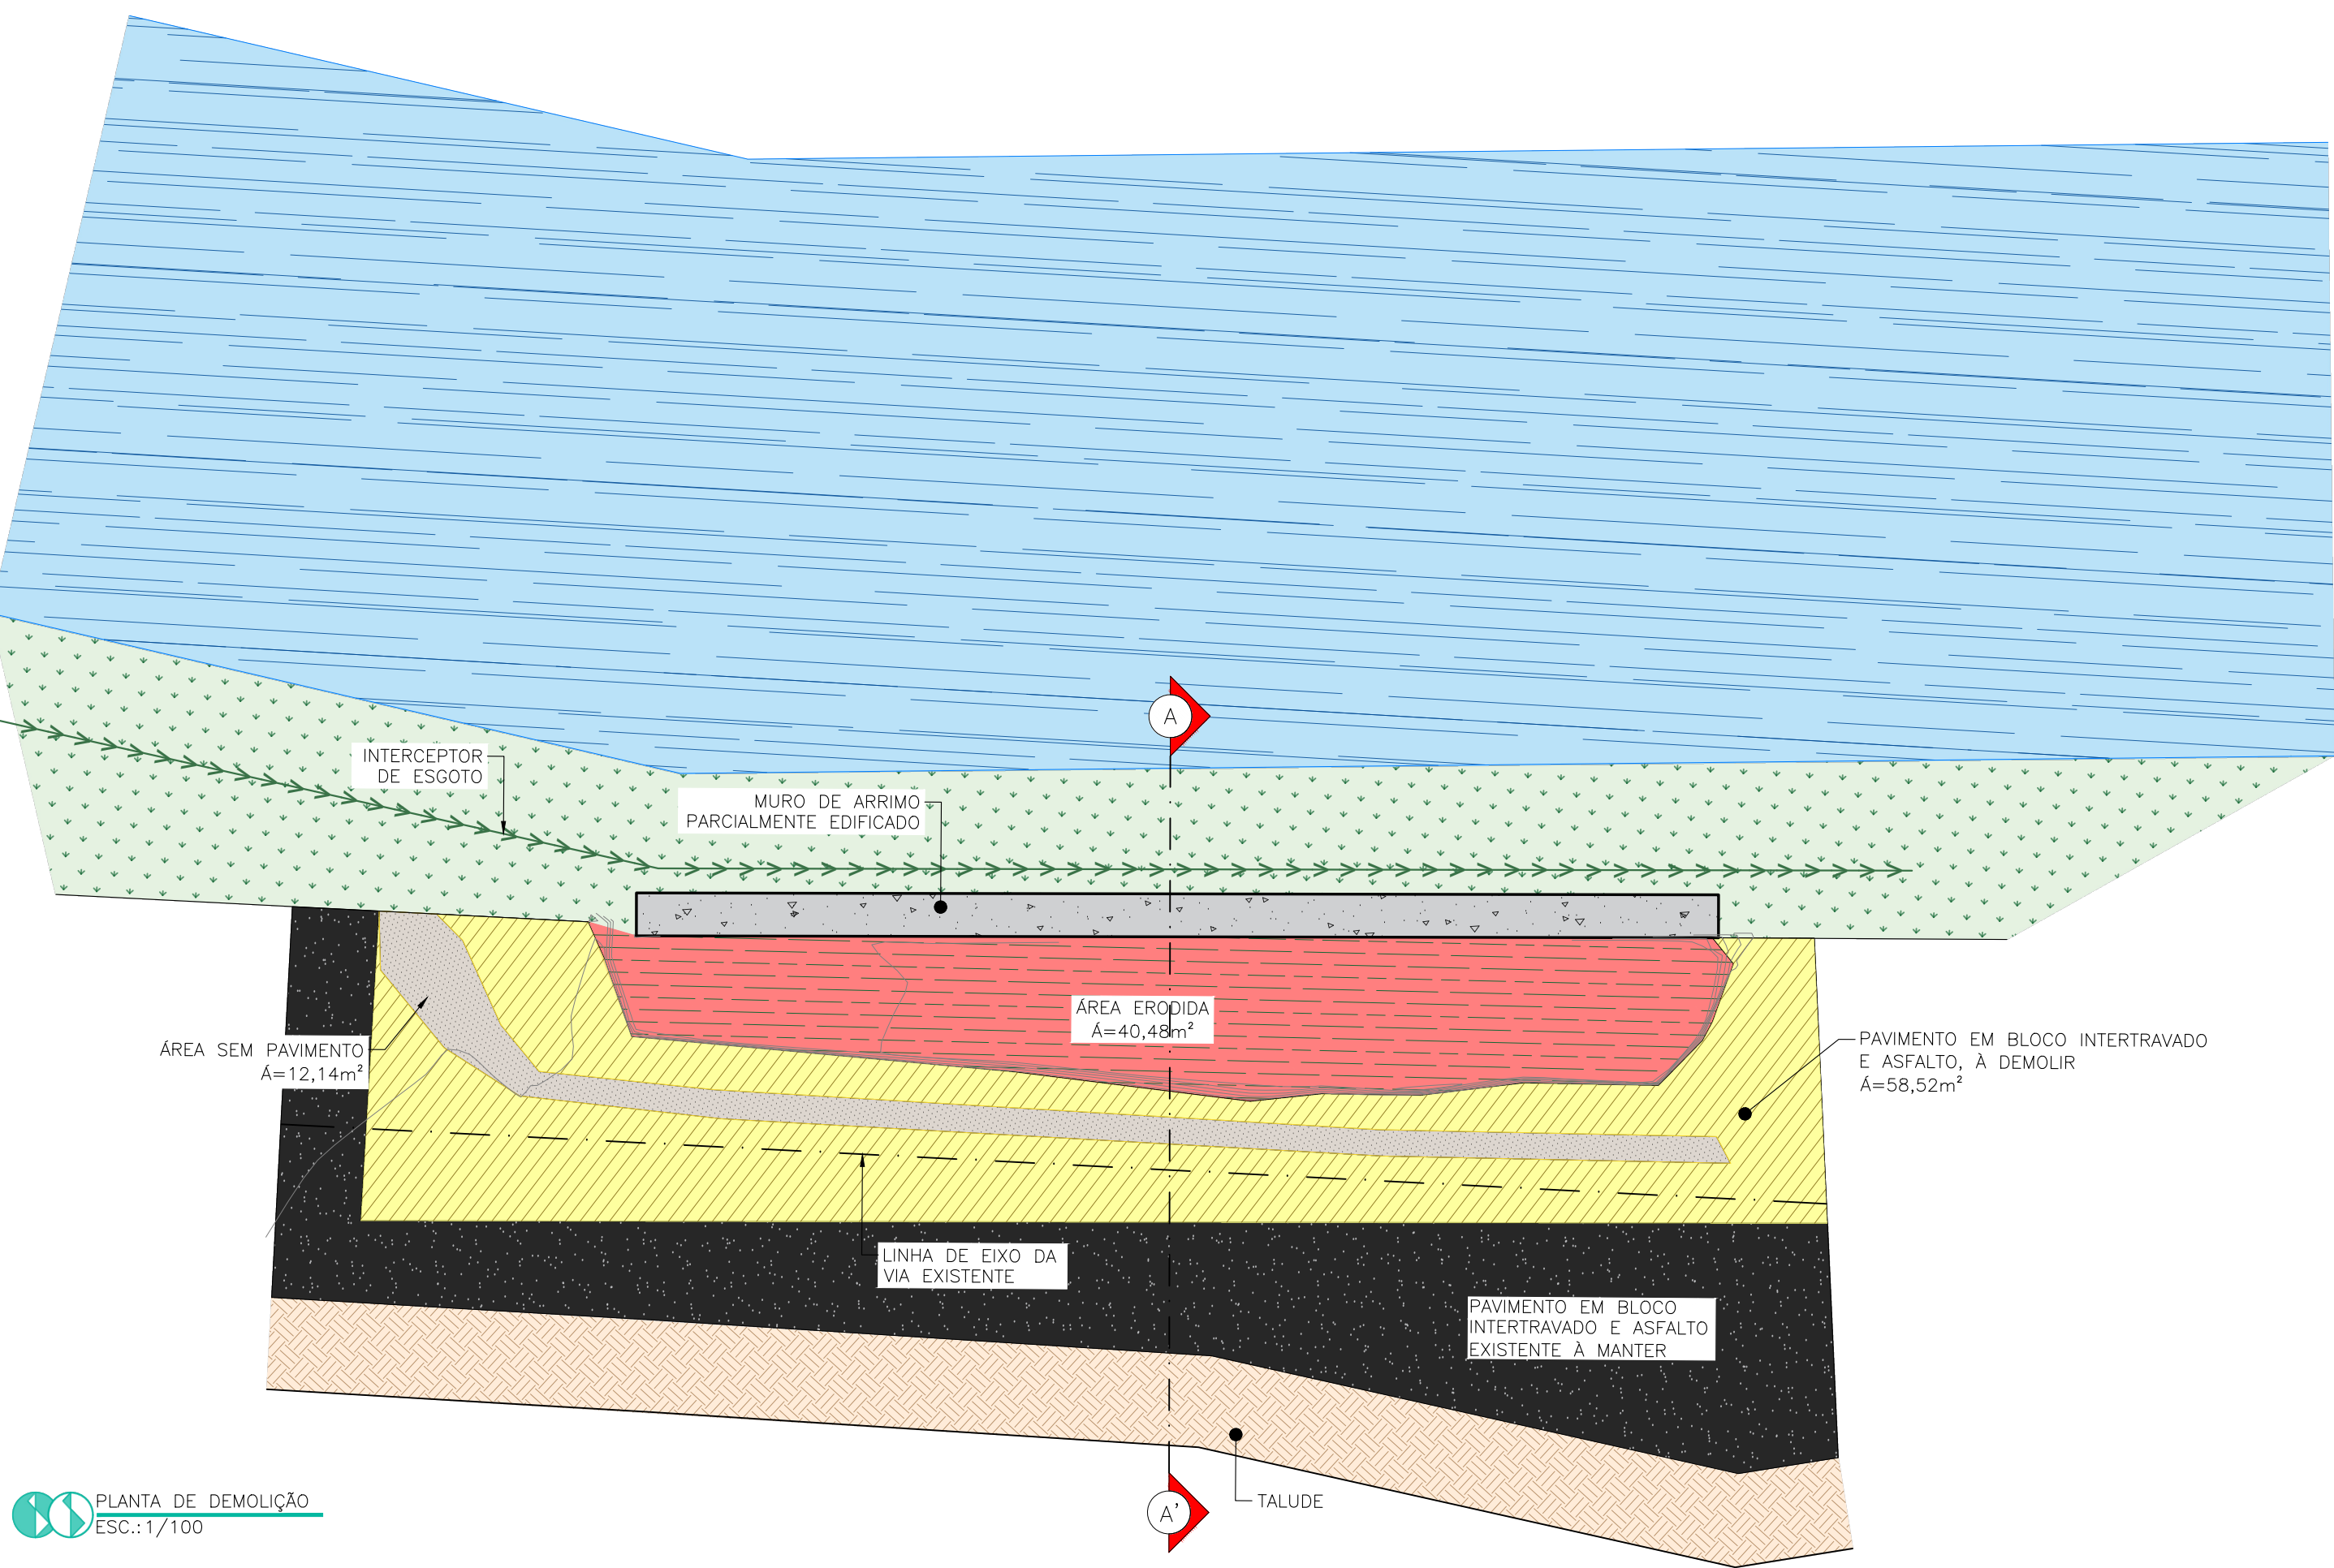 A
INTERCEPTOR
DE ESGOTO
MURO DE ARRIMO
PARCIALMENTE EDIFICADO
ÁREA ERODIDA
Á=40,48m²
ÁREA SEM PAVIMENTO
Á=12,14m²
PAVIMENTO EM BLOCO INTERTRAVADO
E ASFALTO, À DEMOLIR
Á=58,52m²
LINHA DE EIXO DA
VIA EXISTENTE
PAVIMENTO EM BLOCO
INTERTRAVADO E ASFALTO
EXISTENTE À MANTER
TALUDE
A'
PLANTA DE DEMOLIÇÃO
ESC.:1/100